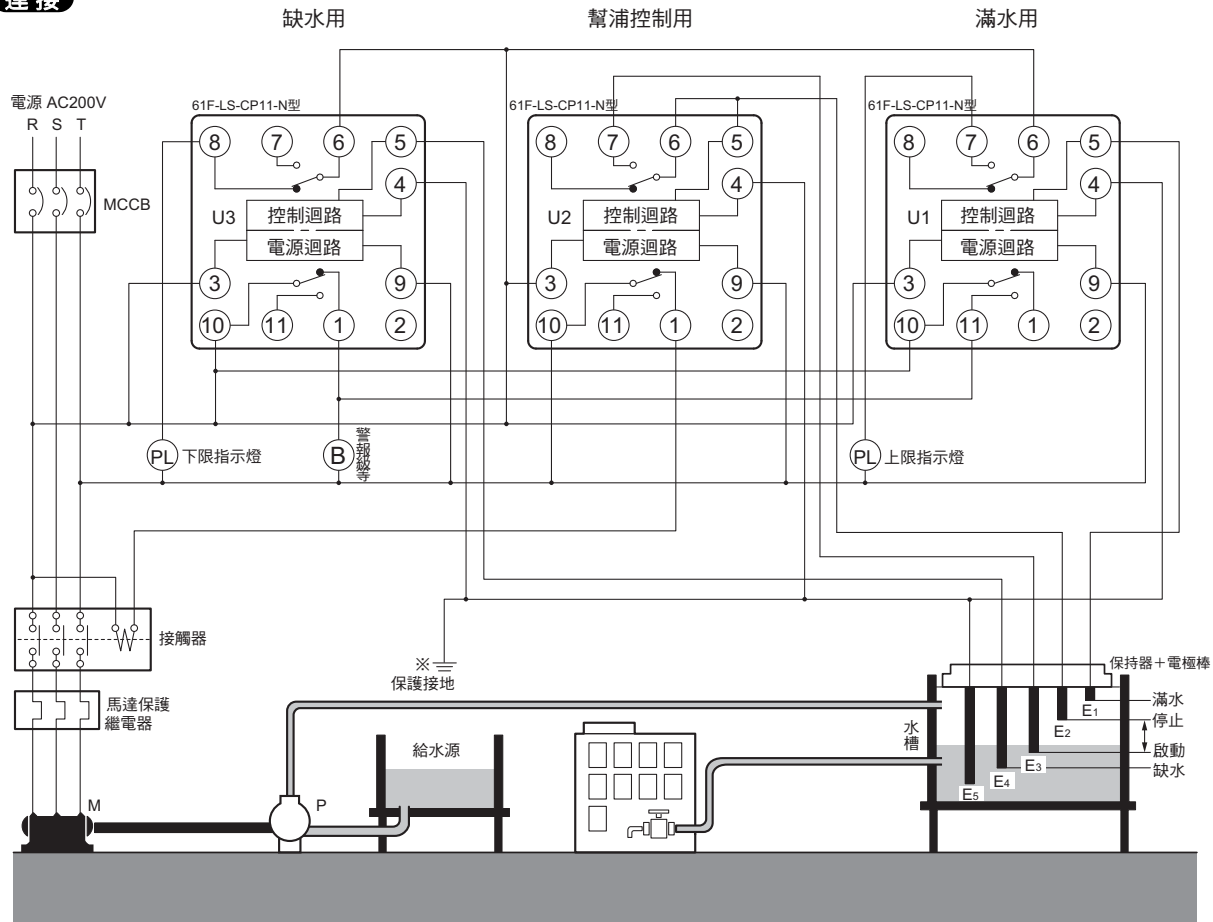 連接
缺水用
幫浦控制用
滿水用
電源 AC200V
R S T
MCCB
61F-LS-CP11-N型
8 7 6 5
4
U3
控制迴路
電源迴路
3 9
10 11 1 2
61F-LS-CP11-N型
8 7 6 5
4
U2
控制迴路
電源迴路
3 9
10 11 1 2
61F-LS-CP11-N型
8 7 6 5
4
U1
控制迴路
電源迴路
3 9
10 11 1 2
PL 下限指示燈
B 警報級等
PL 上限指示燈
接觸器
※
保護接地
馬達保護
繼電器
M
P
給水源
水槽
保持器+電極棒
E1
E2
E3
E4
E5
滿水
停止
啟動
缺水